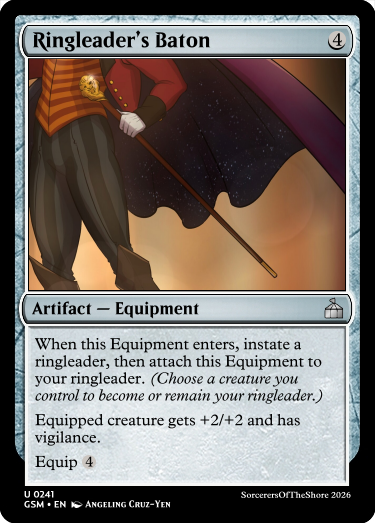 Ringleader's Baton 4
Artifact — Equipment
When this Equipment enters, instate a
ringleader, then attach this Equipment to
your ringleader. (Choose a creature you
control to become or remain your ringleader.)
Equipped creature gets +2/+2 and has
vigilance.
Equip 4
U 0241
GSM • EN Angeling Cruz-Yen
SorcerersOfTheShore 2026